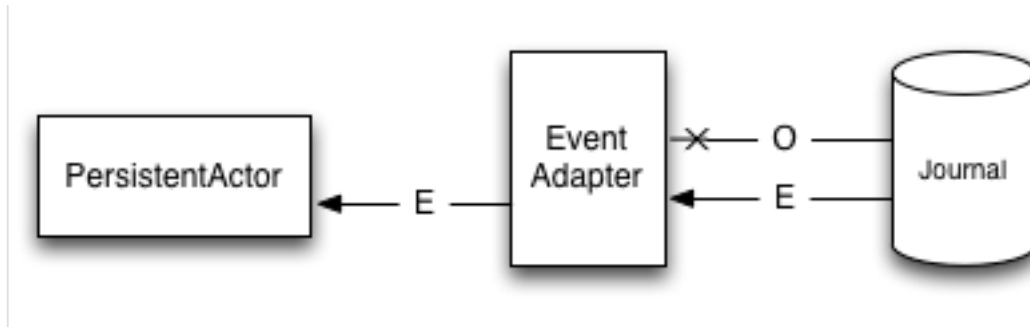 Event
Adapter
O
PersistentActor
Journal
E
E